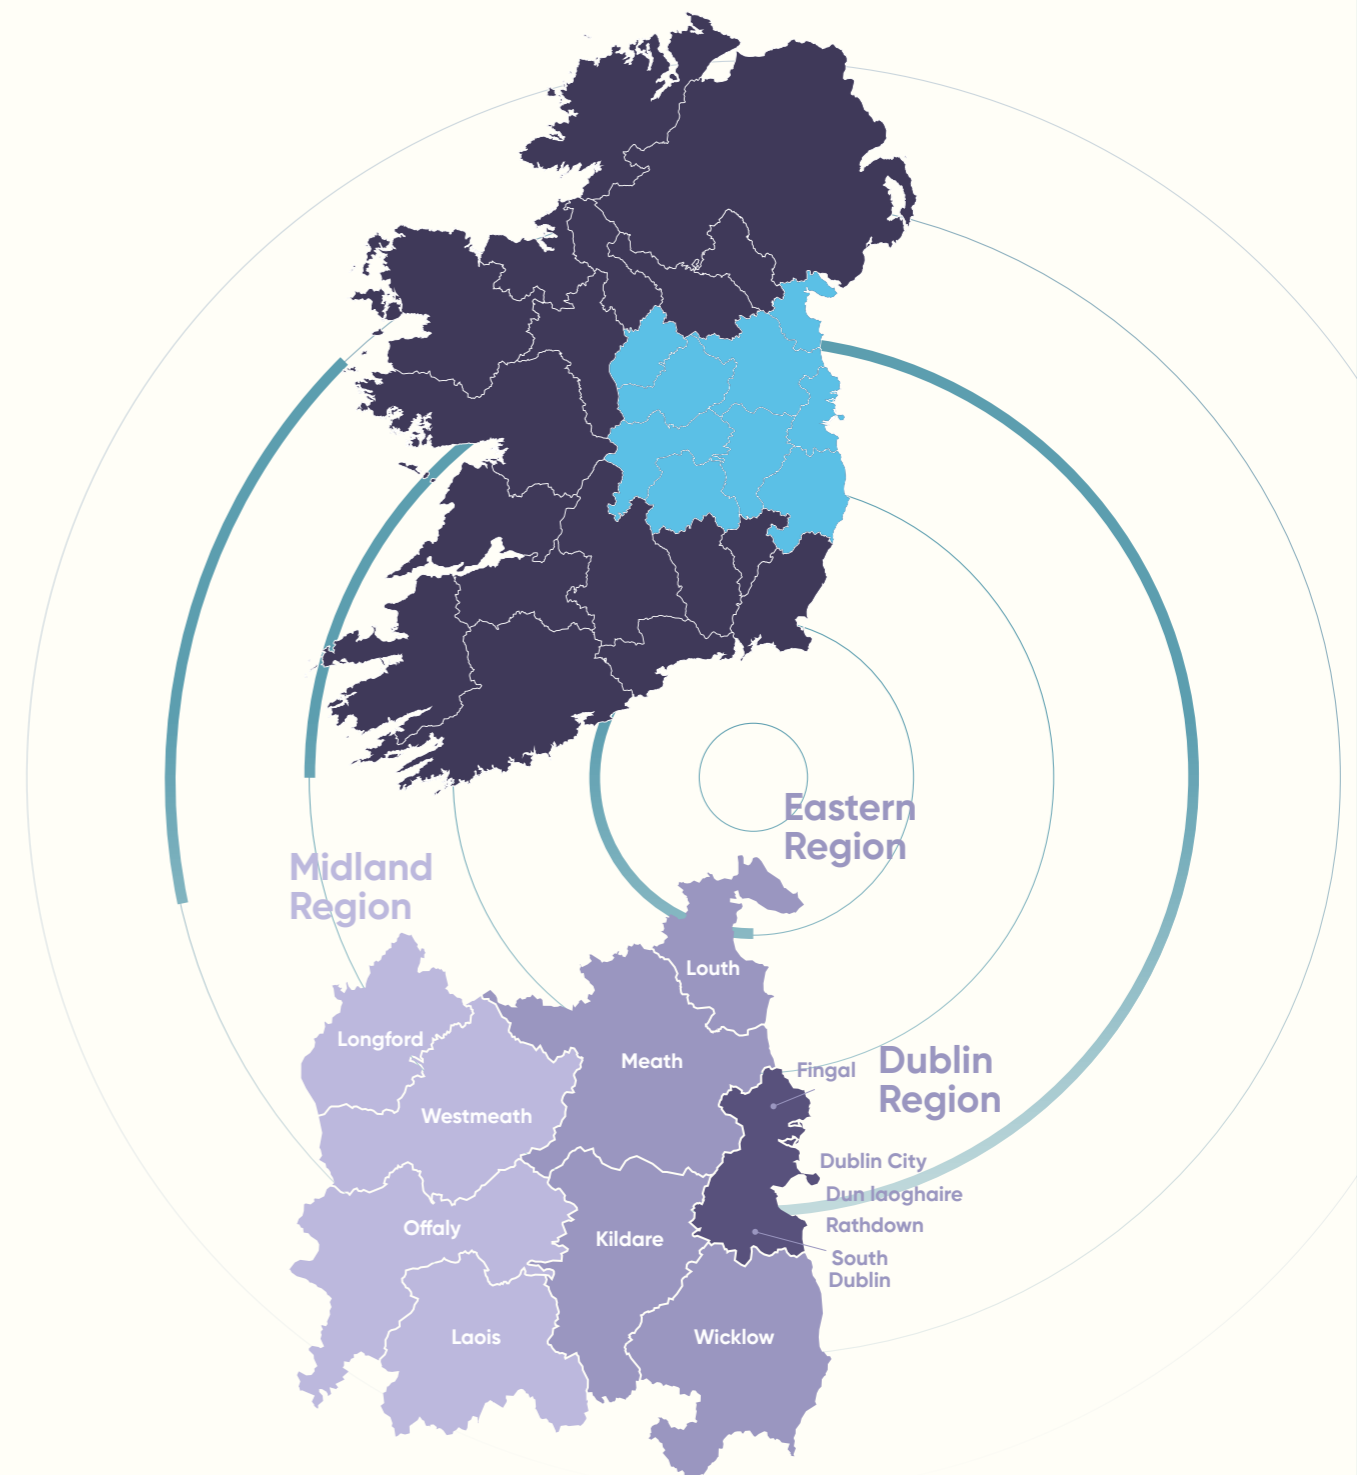 Eastern
Region
Midland
Region
Louth
Longford
Meath
Dublin
Region
Fingal
Westmeath
Dublin City
Dun laoghaire
Rathdown
Offaly
Kildare
South
Dublin
Laois
Wicklow